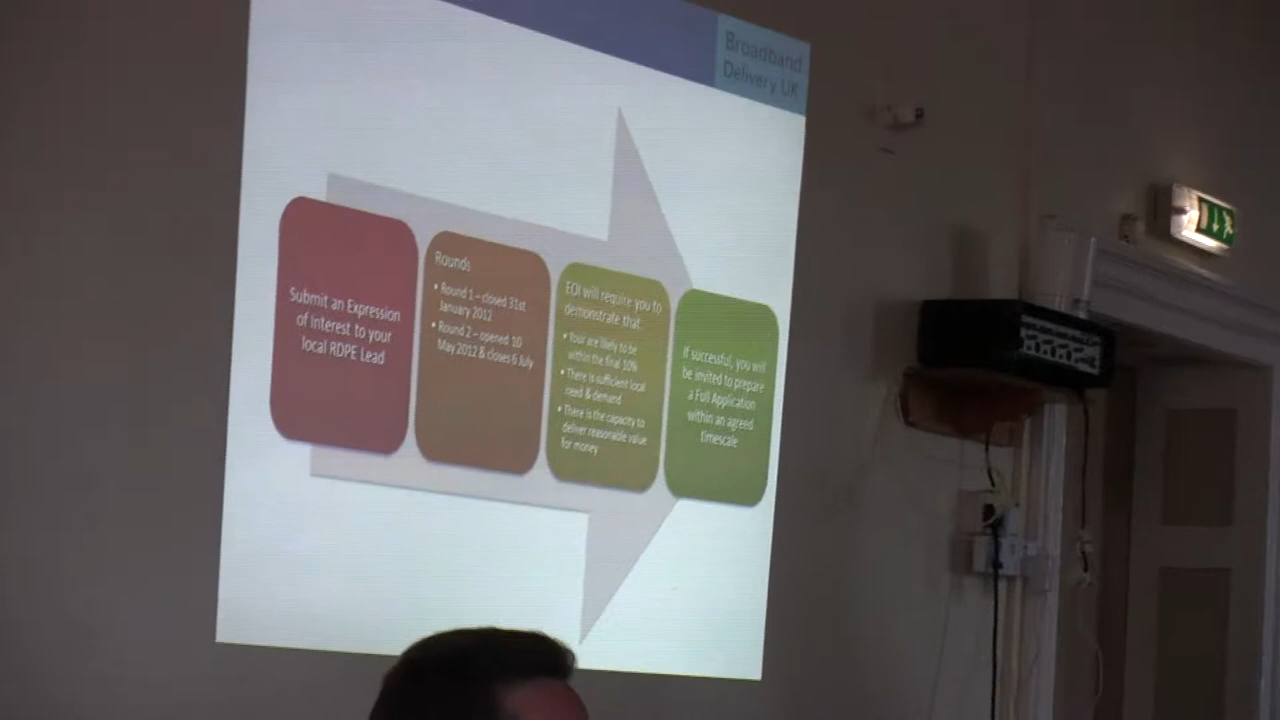 Broadband
Delivery UK
Submit an Expression
of Interest to your
local RDPE Lead
Rounds
• Round 1 – closed 31st
January 2012
• Round 2 – opened 10
May 2012 & closes 6 July
EOI will require you to
demonstrate that:
• Your are likely to be
within the final 10%
• There is sufficient local
need & demand
• There is the capacity to
deliver reasonable value
for money
If successful, you will
be invited to prepare
a Full Application
within an agreed
timescale